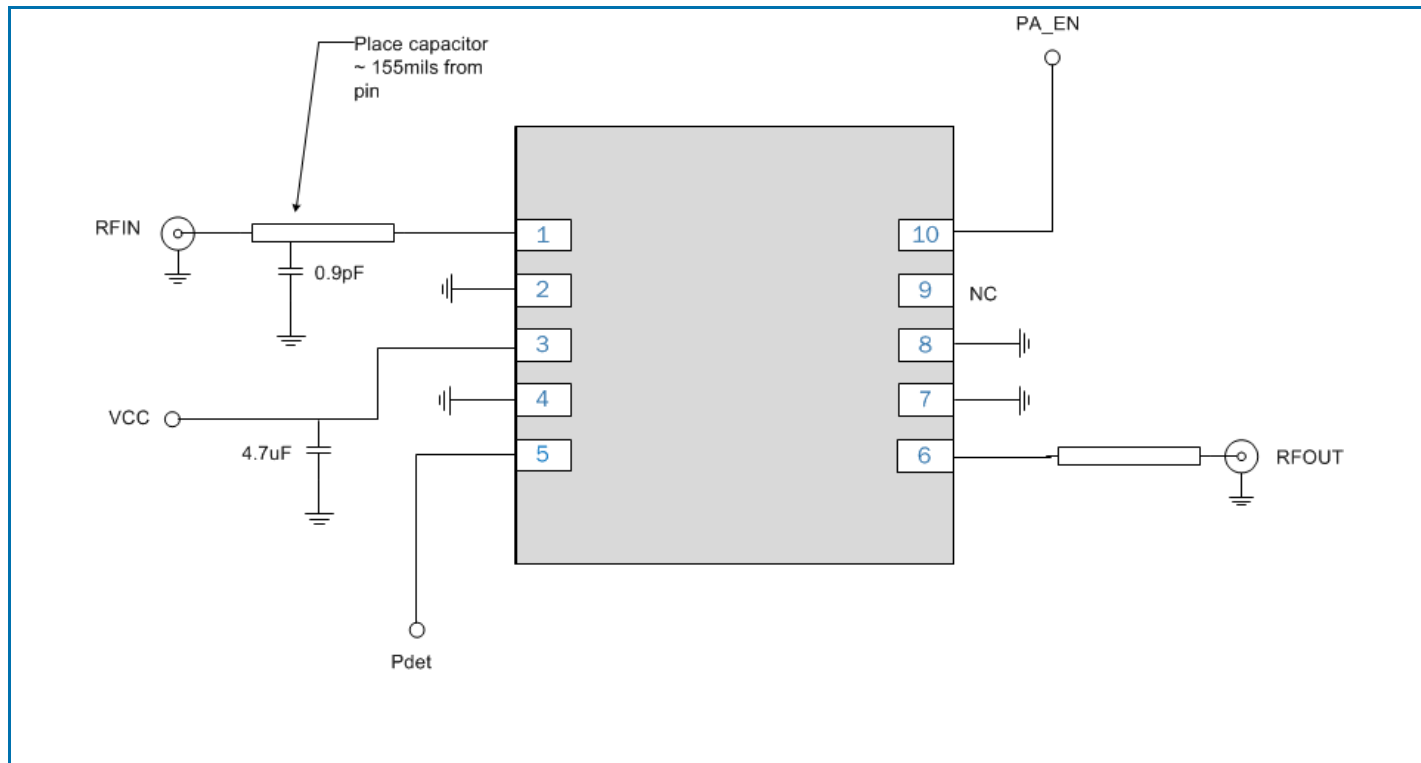 PA_EN
Place capacitor
~ 155mils from
pin
RFIN
0.9pF
1
2
3
4
5
10
9
NC
8
7
6
VCC
4.7uF
RFOUT
Pdet